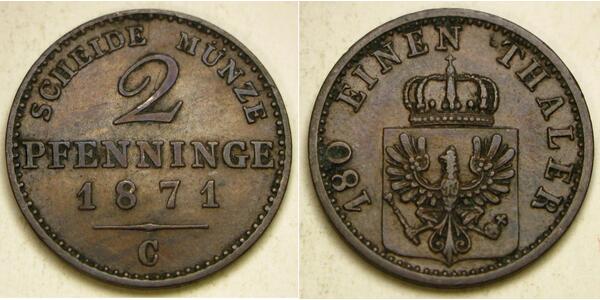 SCHEIDE MÜNZE
2
PFENNINGE
1871
C
180 EINEN THALER